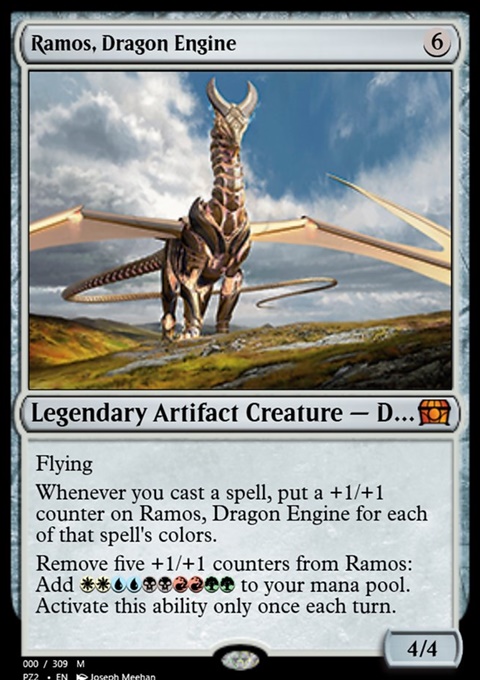 Ramos, Dragon Engine 6
Legendary Artifact Creature — D...
Flying
Whenever you cast a spell, put a +1/+1
counter on Ramos, Dragon Engine for each
of that spell's colors.
Remove five +1/+1 counters from Ramos:
Add to your mana pool.
Activate this ability only once each turn.
4/4
000 / 309 M
PZ2 • EN Joseph Meehan